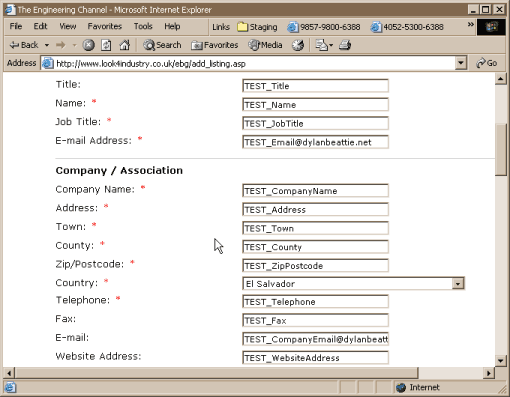 The Engineering Channel - Microsoft Internet Explorer
File Edit View Favorites Tools Help Links Staging 9857-9800-6388 4052-5300-6388 »
Back Search Favorites Media
Address http://www.look4industry.co.uk/ebg/add_listing.asp Go
Title: TEST_Title
Name: * TEST_Name
Job Title: * TEST_JobTitle
E-mail Address: * TEST_Email@dylanbeattie.net
Company / Association
Company Name: * TEST_CompanyName
Address: * TEST_Address
Town: * TEST_Town
County: * TEST_County
Zip/Postcode: * TEST_ZipPostcode
Country: * El Salvador
Telephone: * TEST_Telephone
Fax: TEST_Fax
E-mail: TEST_CompanyEmail@dylanbeatt
Website Address: TEST_WebsiteAddress
Internet